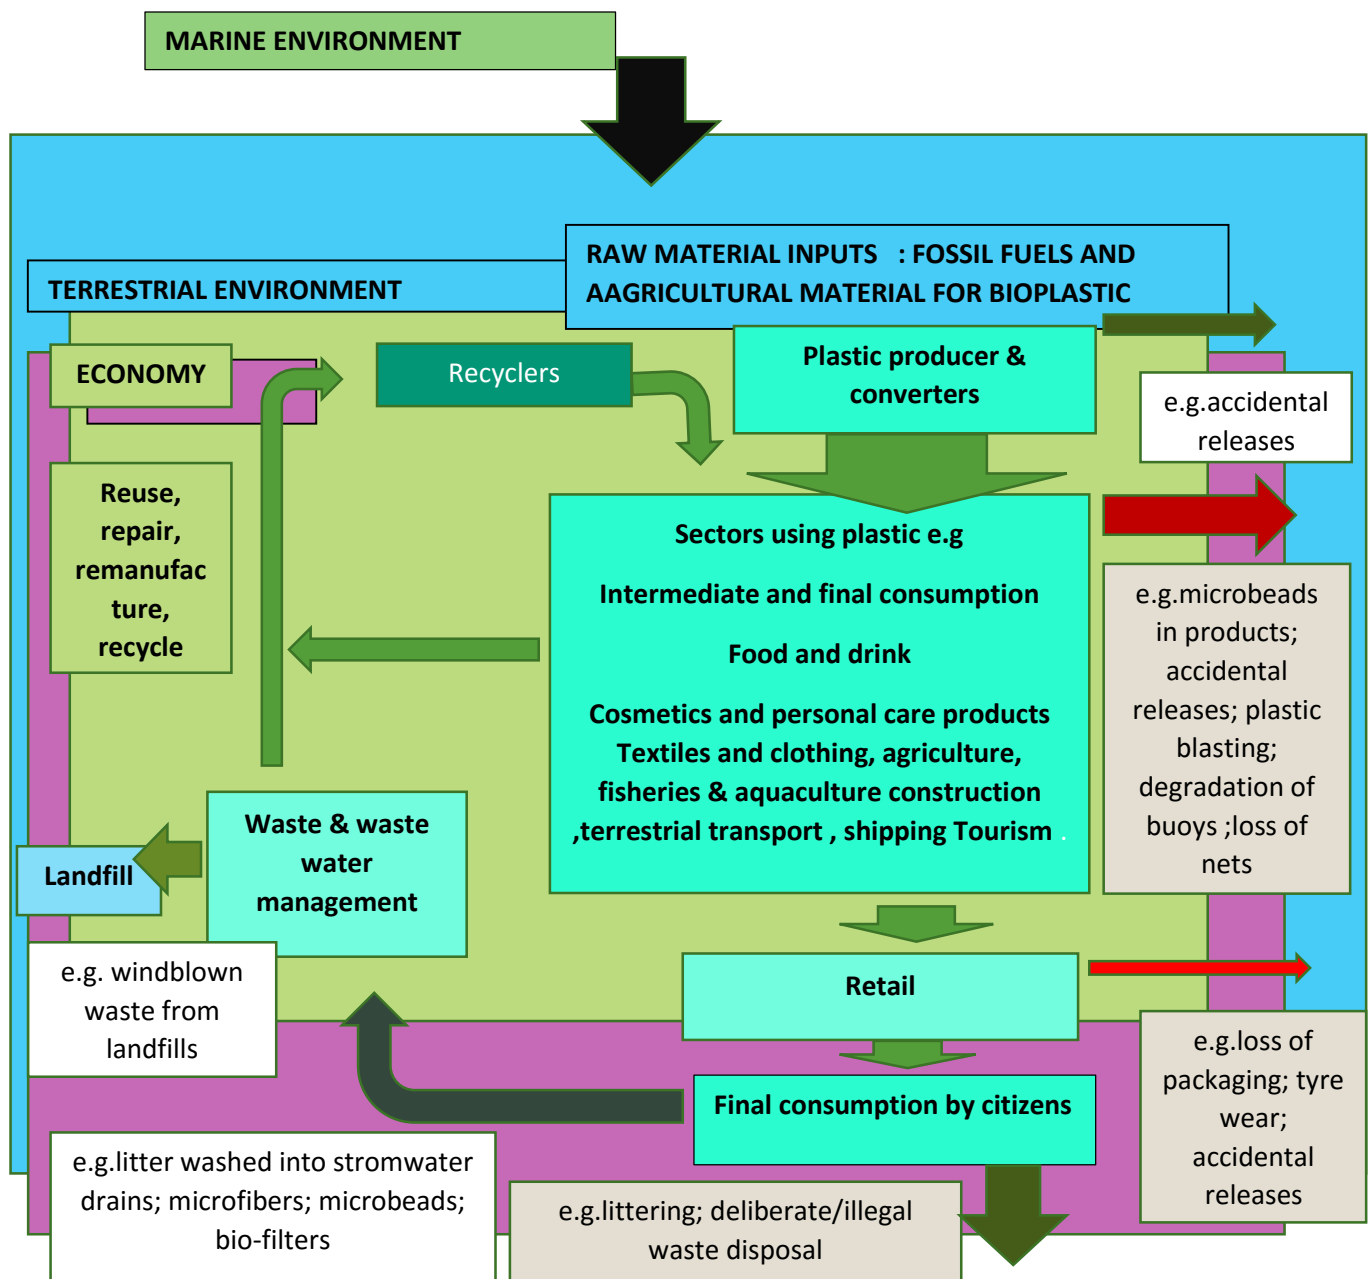 MARINE ENVIRONMENT
RAW MATERIAL INPUTS : FOSSIL FUELS AND
AAGRICULTURAL MATERIAL FOR BIOPLASTIC
TERRESTRIAL ENVIRONMENT
ECONOMY
Recyclers
Plastic producer &
converters
e.g.accidental
releases
Reuse,
repair,
remanufac
ture,
recycle
Sectors using plastic e.g
Intermediate and final consumption
Food and drink
Cosmetics and personal care products
Textiles and clothing, agriculture,
fisheries & aquaculture construction
,terrestrial transport , shipping Tourism .
e.g.microbeads
in products;
accidental
releases; plastic
blasting;
degradation of
buoys ;loss of
nets
Waste & waste
water
management
Landfill
e.g. windblown
waste from
landfills
Retail
e.g.loss of
packaging; tyre
wear;
accidental
releases
Final consumption by citizens
e.g.litter washed into stromwater
drains; microfibers; microbeads;
bio-filters
e.g.littering; deliberate/illegal
waste disposal